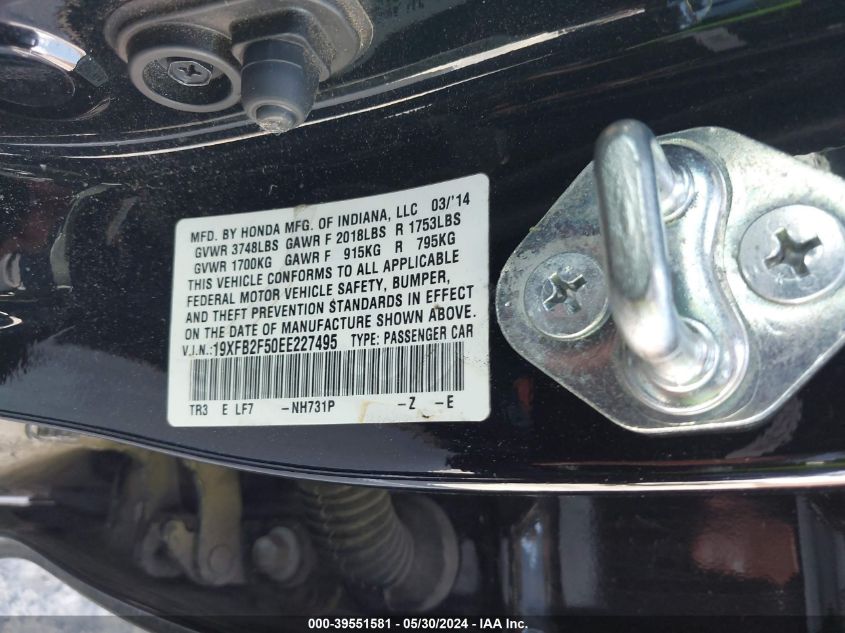 MFD. BY HONDA MFG. OF INDIANA, LLC 03/'14
GVWR 3748LBS GAWR F 2018LBS R 1753LBS
GVWR 1700KG GAWR F 915KG R 795KG
THIS VEHICLE CONFORMS TO ALL APPLICABLE
FEDERAL MOTOR VEHICLE SAFETY, BUMPER,
AND THEFT PREVENTION STANDARDS IN EFFECT
ON THE DATE OF MANUFACTURE SHOWN ABOVE.
V.I.N.:19XFB2F50EE227495 TYPE: PASSENGER CAR
TR3 E LF7 -NH731P -Z -E
000-39551581 - 05/30/2024 - IAA Inc.